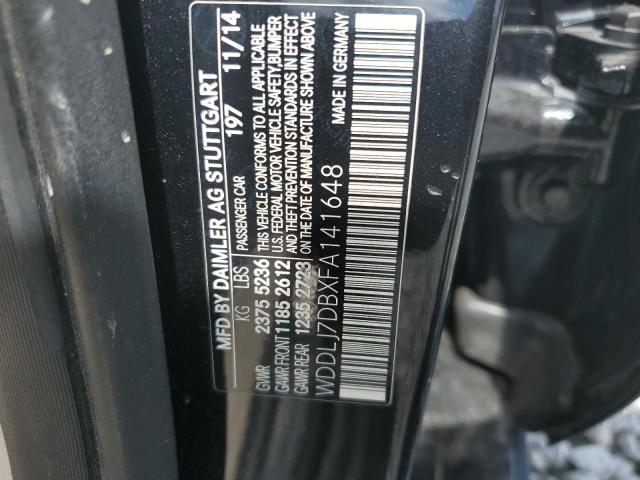 MFD BY DAIMLER AG STUTTGART
PASSENGER CAR 197 11/14
KG LBS
GVWR 2375 5236
GAWR FRONT 1185 2612
GAWR REAR 1235 2723
THIS VEHICLE CONFORMS TO ALL APPLICABLE
U.S. FEDERAL MOTOR VEHICLE SAFETY,BUMPER
AND THEFT PREVENTION STANDARDS IN EFFECT
ON THE DATE OF MANUFACTURE SHOWN ABOVE
WDDLJ7DBXFA141648 MADE IN GERMANY